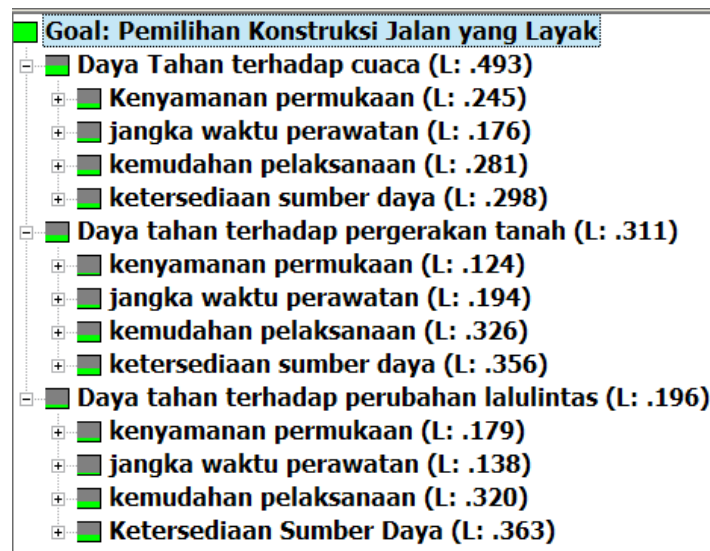 Goal: Pemilihan Konstruksi Jalan yang Layak
Daya Tahan terhadap cuaca (L: .493)
Kenyamanan permukaan (L: .245)
jangka waktu perawatan (L: .176)
kemudahan pelaksanaan (L: .281)
ketersediaan sumber daya (L: .298)
Daya tahan terhadap pergerakan tanah (L: .311)
kenyamanan permukaan (L: .124)
jangka waktu perawatan (L: .194)
kemudahan pelaksanaan (L: .326)
ketersediaan sumber daya (L: .356)
Daya tahan terhadap perubahan lalulintas (L: .196)
kenyamanan permukaan (L: .179)
jangka waktu perawatan (L: .138)
kemudahan pelaksanaan (L: .320)
Ketersediaan Sumber Daya (L: .363)